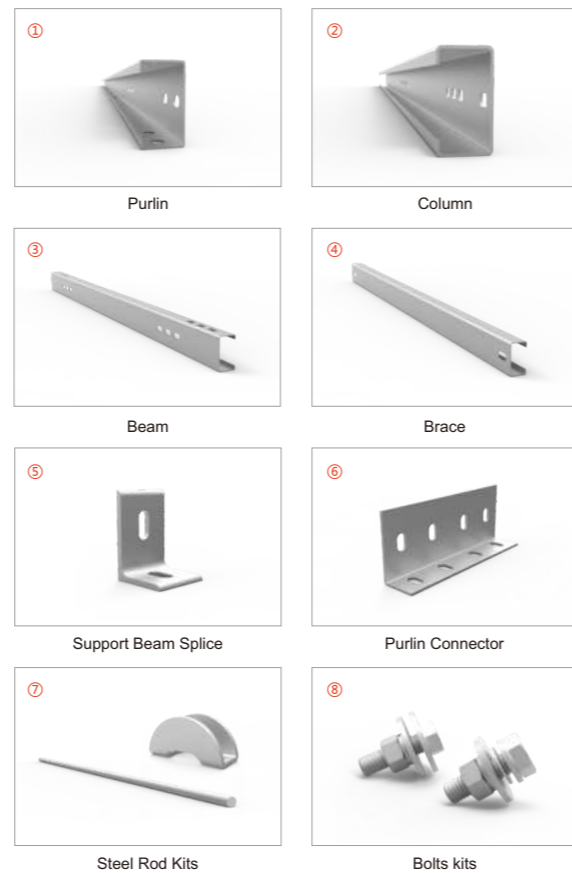 ①
②
Purlin
Column
③
④
Beam
Brace
⑤
⑥
Support Beam Splice
Purlin Connector
⑦
⑧
Steel Rod Kits
Bolts kits